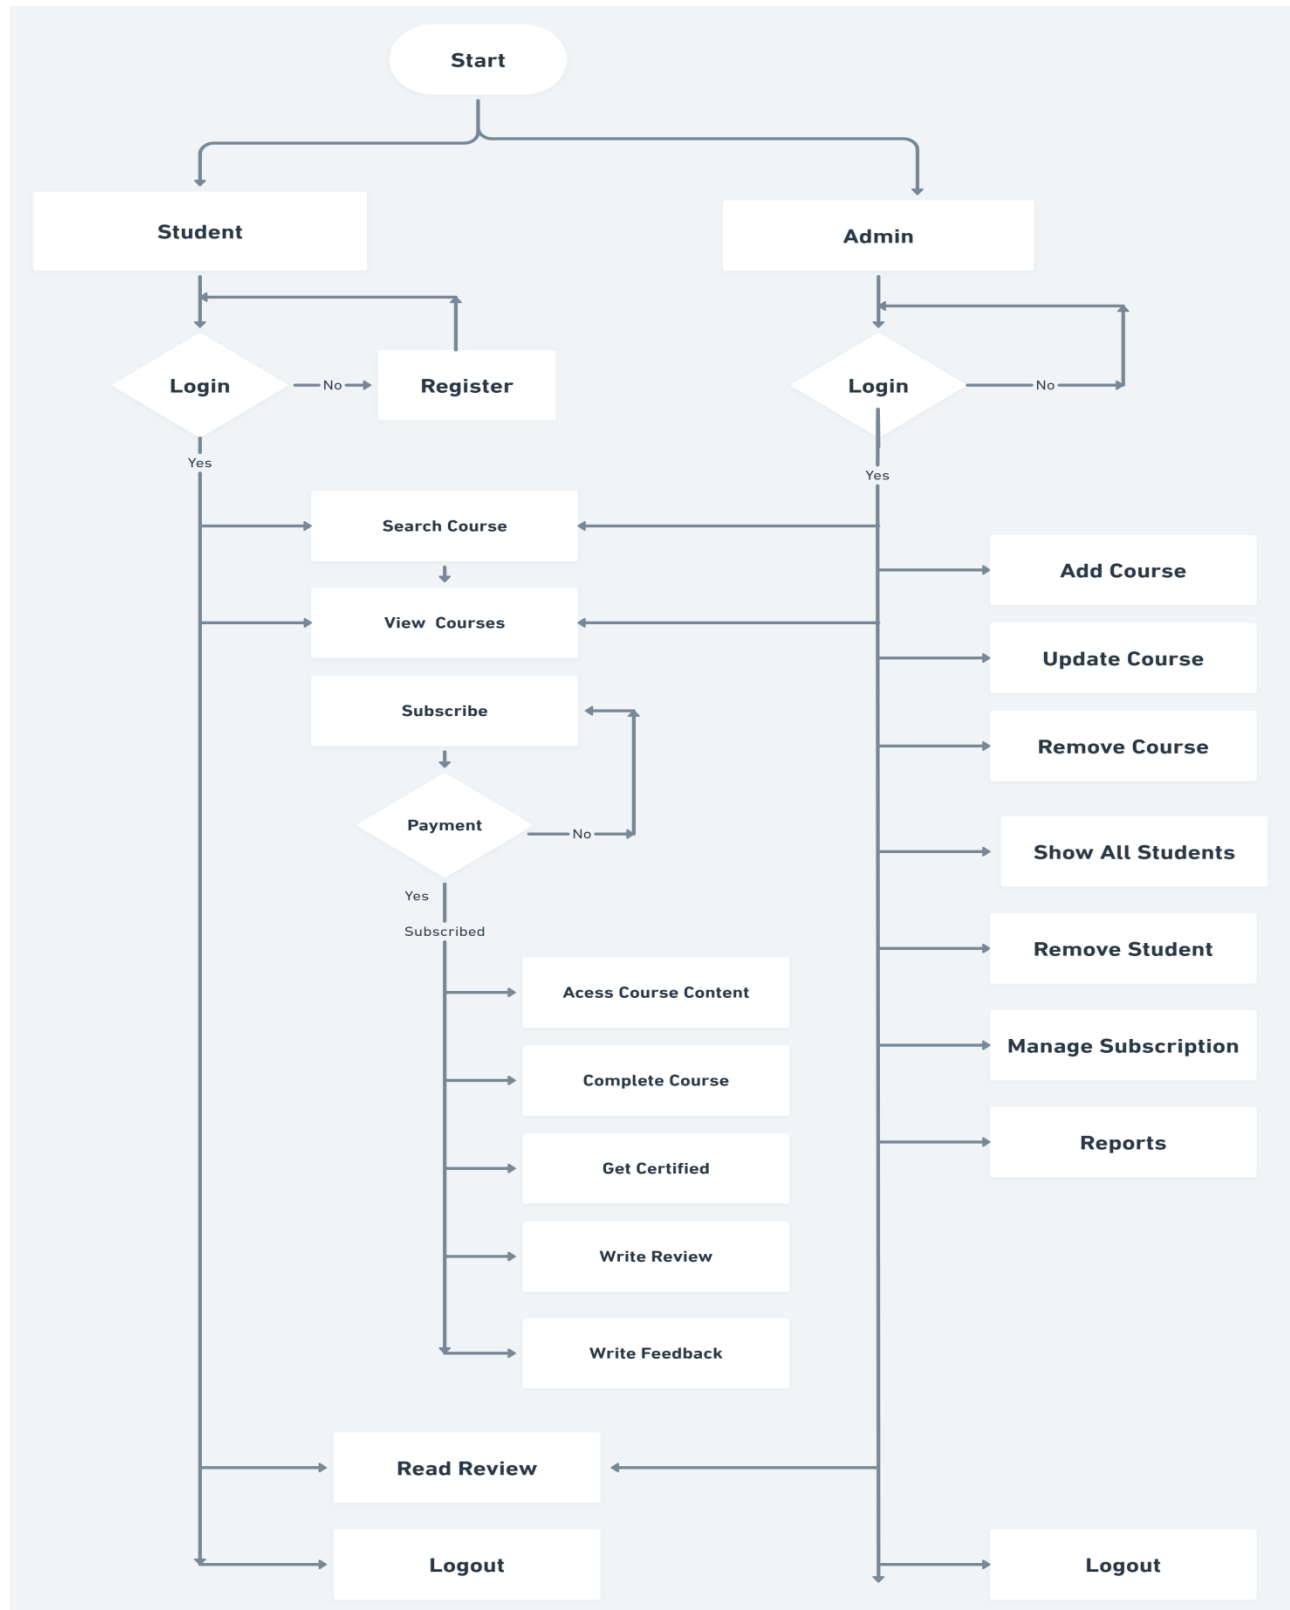 Start
Student
Admin
Login
No
Register
Login
No
Yes
Yes
Search Course
Add Course
View  Courses
Update Course
Subscribe
Remove Course
Payment
No
Show All Students
Yes
Subscribed
Remove Student
Acess Course Content
Manage Subscription
Complete Course
Reports
Get Certified
Write Review
Write Feedback
Read Review
Logout
Logout